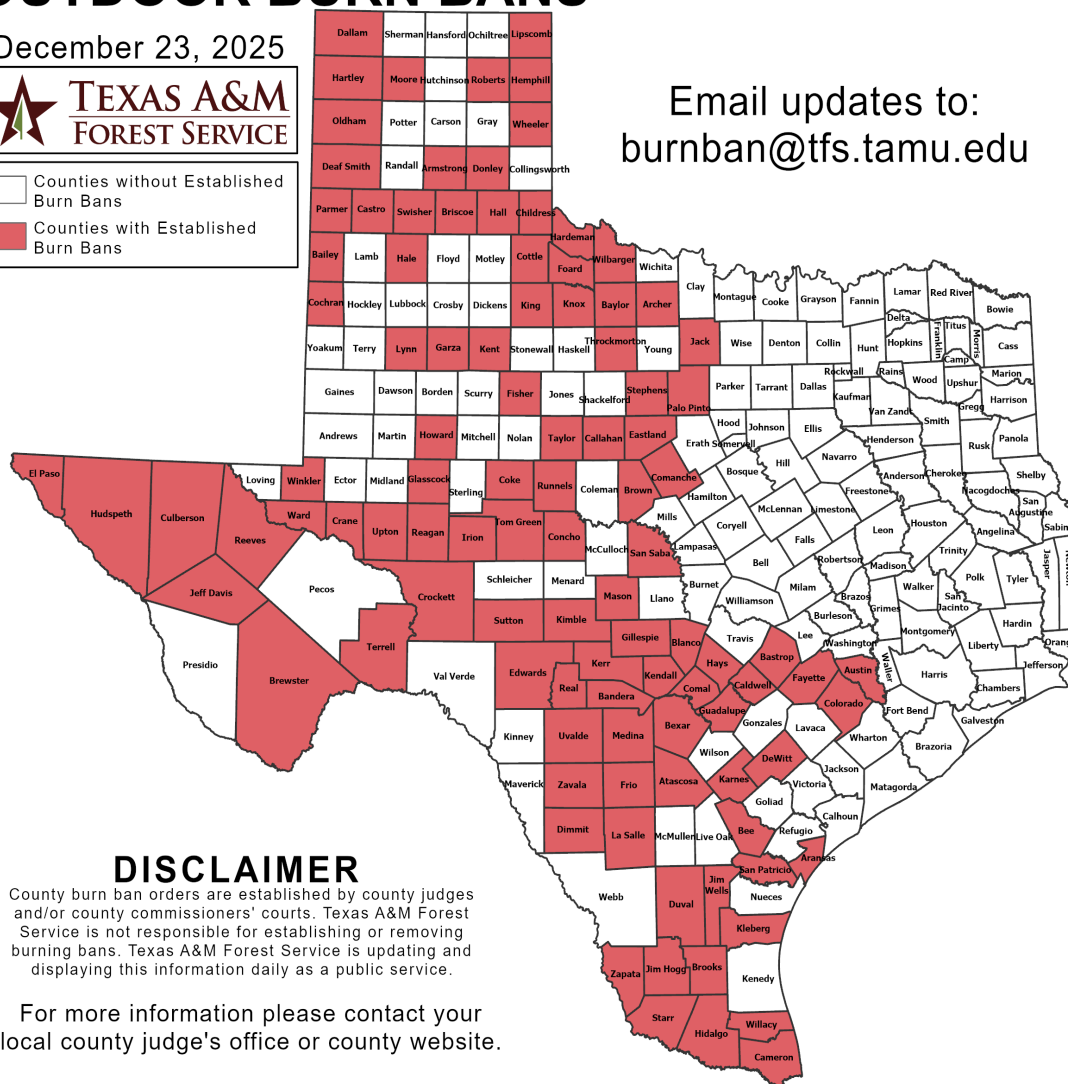 OUTDOOR BURN BANS
December 23, 2025
TEXAS A&M
FOREST SERVICE
Counties without Established
Burn Bans
Counties with Established
Burn Bans
Email updates to:
burnban@tfs.tamu.edu
Dallam Sherman Hansford Ochiltree Lipscomb
Hartley Moore Hutchinson Roberts Hemphill
Oldham Potter Carson Gray Wheeler
Deaf Smith Randall Armstrong Donley Collingsworth
Parmer Castro Swisher Briscoe Hall Childress
Hardeman
Bailey Lamb Hale Floyd Motley Cottle Foard Wilbarger Wichita
Clay Montague Cooke Grayson Fannin Lamar Red River Bowie
Cochran Hockley Lubbock Crosby Dickens King Knox Baylor Archer
Delta Franklin Titus Morris Cass
Yoakum Terry Lynn Garza Kent Stonewall Haskell Throckmorton Young Jack Wise Denton Collin Hunt Hopkins Camp
Rockwall Rains Wood Upshur Marion
Gaines Dawson Borden Scurry Fisher Jones Shackelford Stephens Palo Pinto Parker Tarrant Dallas Kaufman Van Zandt Gregg Harrison
Andrews Martin Howard Mitchell Nolan Taylor Callahan Eastland Erath Hood Somervell Johnson Ellis Henderson Smith Rusk Panola
El Paso Loving Winkler Ector Midland Glasscock Sterling Coke Runnels Coleman Brown Comanche Hamilton Bosque Hill Navarro Anderson Cherokee Shelby
Hudspeth Culberson Reeves Ward Crane Upton Reagan Irion Tom Green Concho McCulloch San Saba Mills Lampasas Coryell McLennan Limestone Freestone Leon Houston Nacogdoches San Augustine Angelina
Jeff Davis Pecos Crockett Schleicher Menard Mason Llano Burnet Bell Falls Milam Robertson Madison Trinity Polk Tyler Jasper
Presidio Brewster Terrell Sutton Kimble Gillespie Blanco Williamson Travis Lee Burleson Brazos Grimes Walker San Jacinto Hardin
Val Verde Edwards Real Kerr Bandera Kendall Comal Hays Caldwell Bastrop Fayette Washington Austin Waller Montgomery Liberty Harris Chambers Jefferson
Kinney Uvalde Medina Bexar Guadalupe Gonzales Lavaca Colorado Wharton Fort Bend Brazoria Galveston
Maverick Zavala Frio Atascosa Wilson Karnes DeWitt Victoria Jackson Matagorda
Dimmit La Salle McMullen Live Oak Bee Goliad Refugio Calhoun
San Patricio Aransas
Webb Duval Jim Wells Nueces
Kleberg
Zapata Jim Hogg Brooks Kenedy
Starr Hidalgo Willacy
Cameron
DISCLAIMER
County burn ban orders are established by county judges
and/or county commissioners' courts. Texas A&M Forest
Service is not responsible for establishing or removing
burning bans. Texas A&M Forest Service is updating and
displaying this information daily as a public service.
For more information please contact your
local county judge's office or county website.